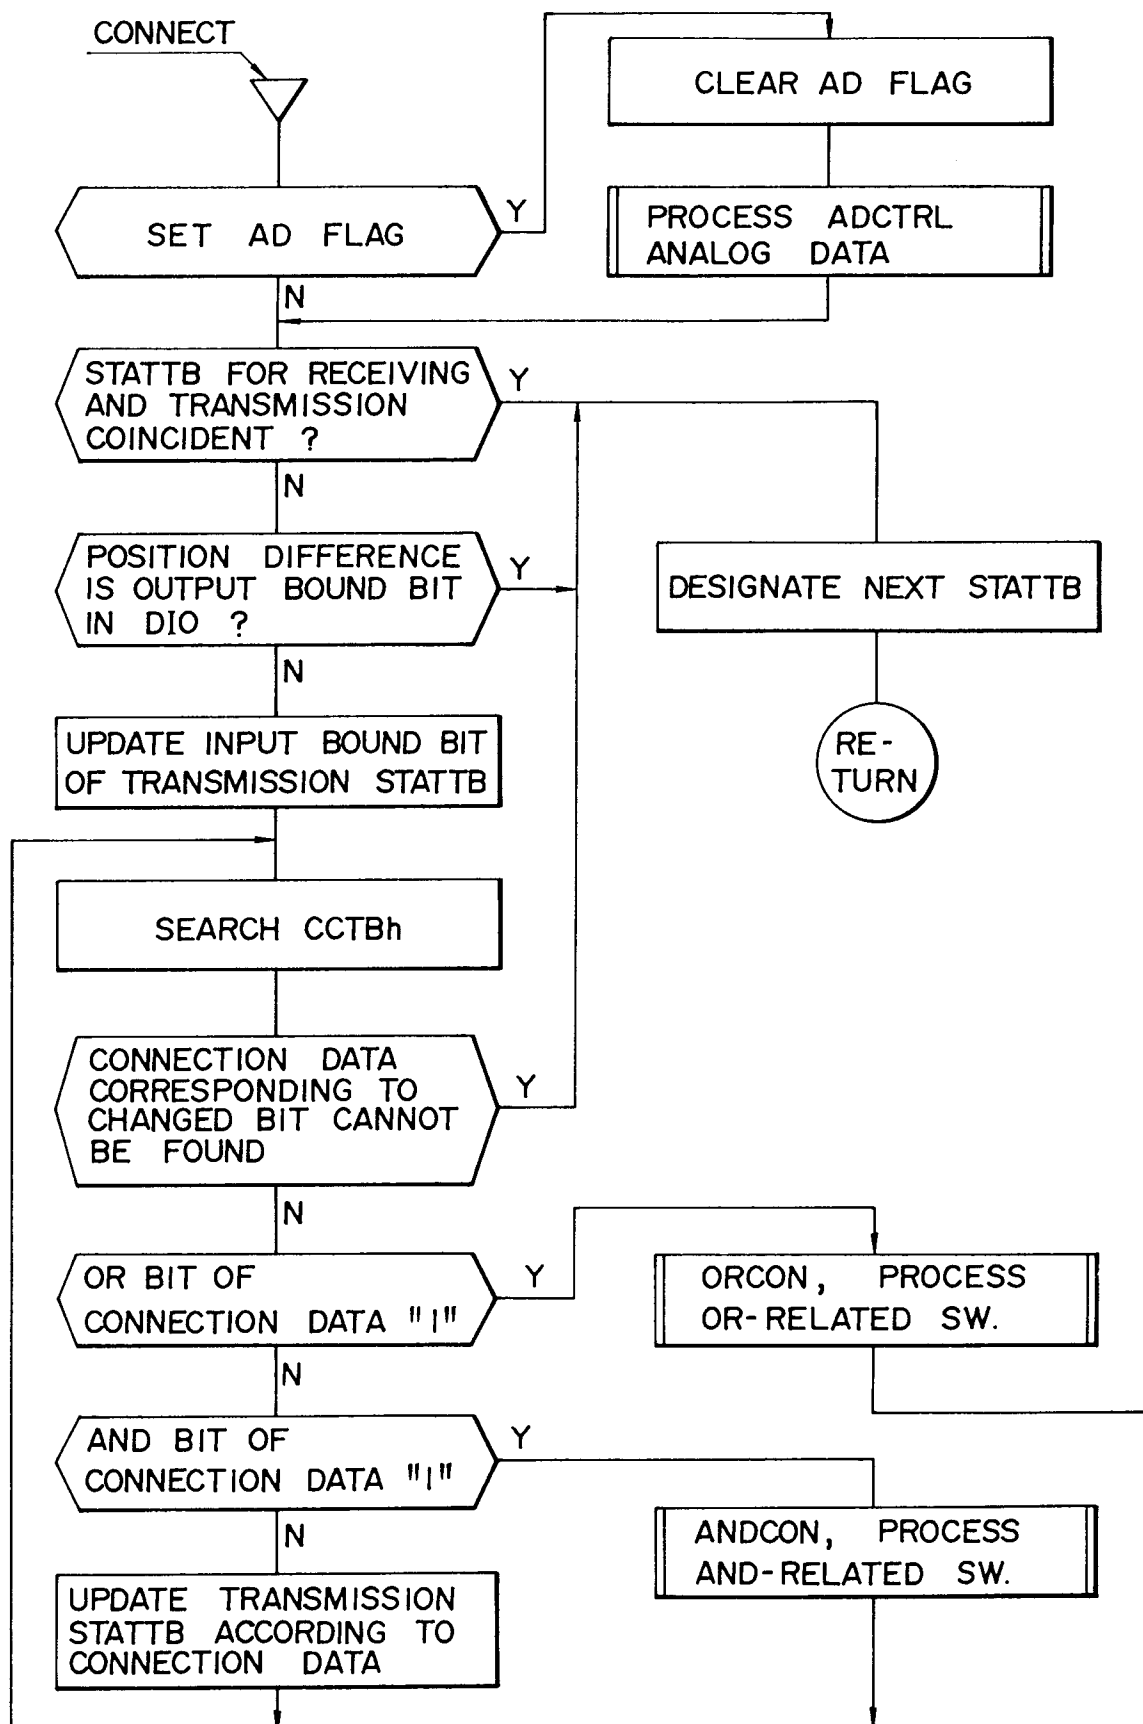 CONNECT
CLEAR AD FLAG
SET AD FLAG
Y
PROCESS ADCTRL
ANALOG DATA
N
STATTB FOR RECEIVING
AND TRANSMISSION
COINCIDENT ?
Y
N
POSITION DIFFERENCE
IS OUTPUT BOUND BIT
IN DIO ?
Y
DESIGNATE NEXT STATTB
N
UPDATE INPUT BOUND BIT
OF TRANSMISSION STATTB
RE-
TURN
SEARCH CCTBh
CONNECTION DATA
CORRESPONDING TO
CHANGED BIT CANNOT
BE FOUND
Y
N
OR BIT OF
CONNECTION DATA "1"
Y
ORCON, PROCESS
OR-RELATED SW.
N
AND BIT OF
CONNECTION DATA "1"
Y
ANDCON, PROCESS
AND-RELATED SW.
N
UPDATE TRANSMISSION
STATTB ACCORDING TO
CONNECTION DATA